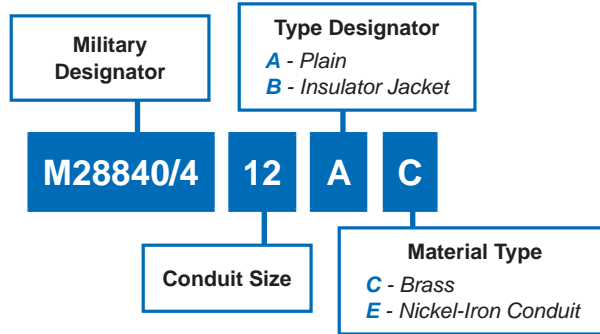 Military
Designator
Type Designator
A - Plain
B - Insulator Jacket
M28840/4 12 A C
Conduit Size
Material Type
C - Brass
E - Nickel-Iron Conduit